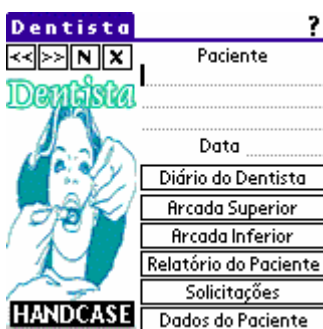 Dentista ?
<< >> N X
Paciente
Dentista
Data
Diário do Dentista
Arcada Superior
Arcada Inferior
Relatório do Paciente
Solicitações
HANDCASE
Dados do Paciente